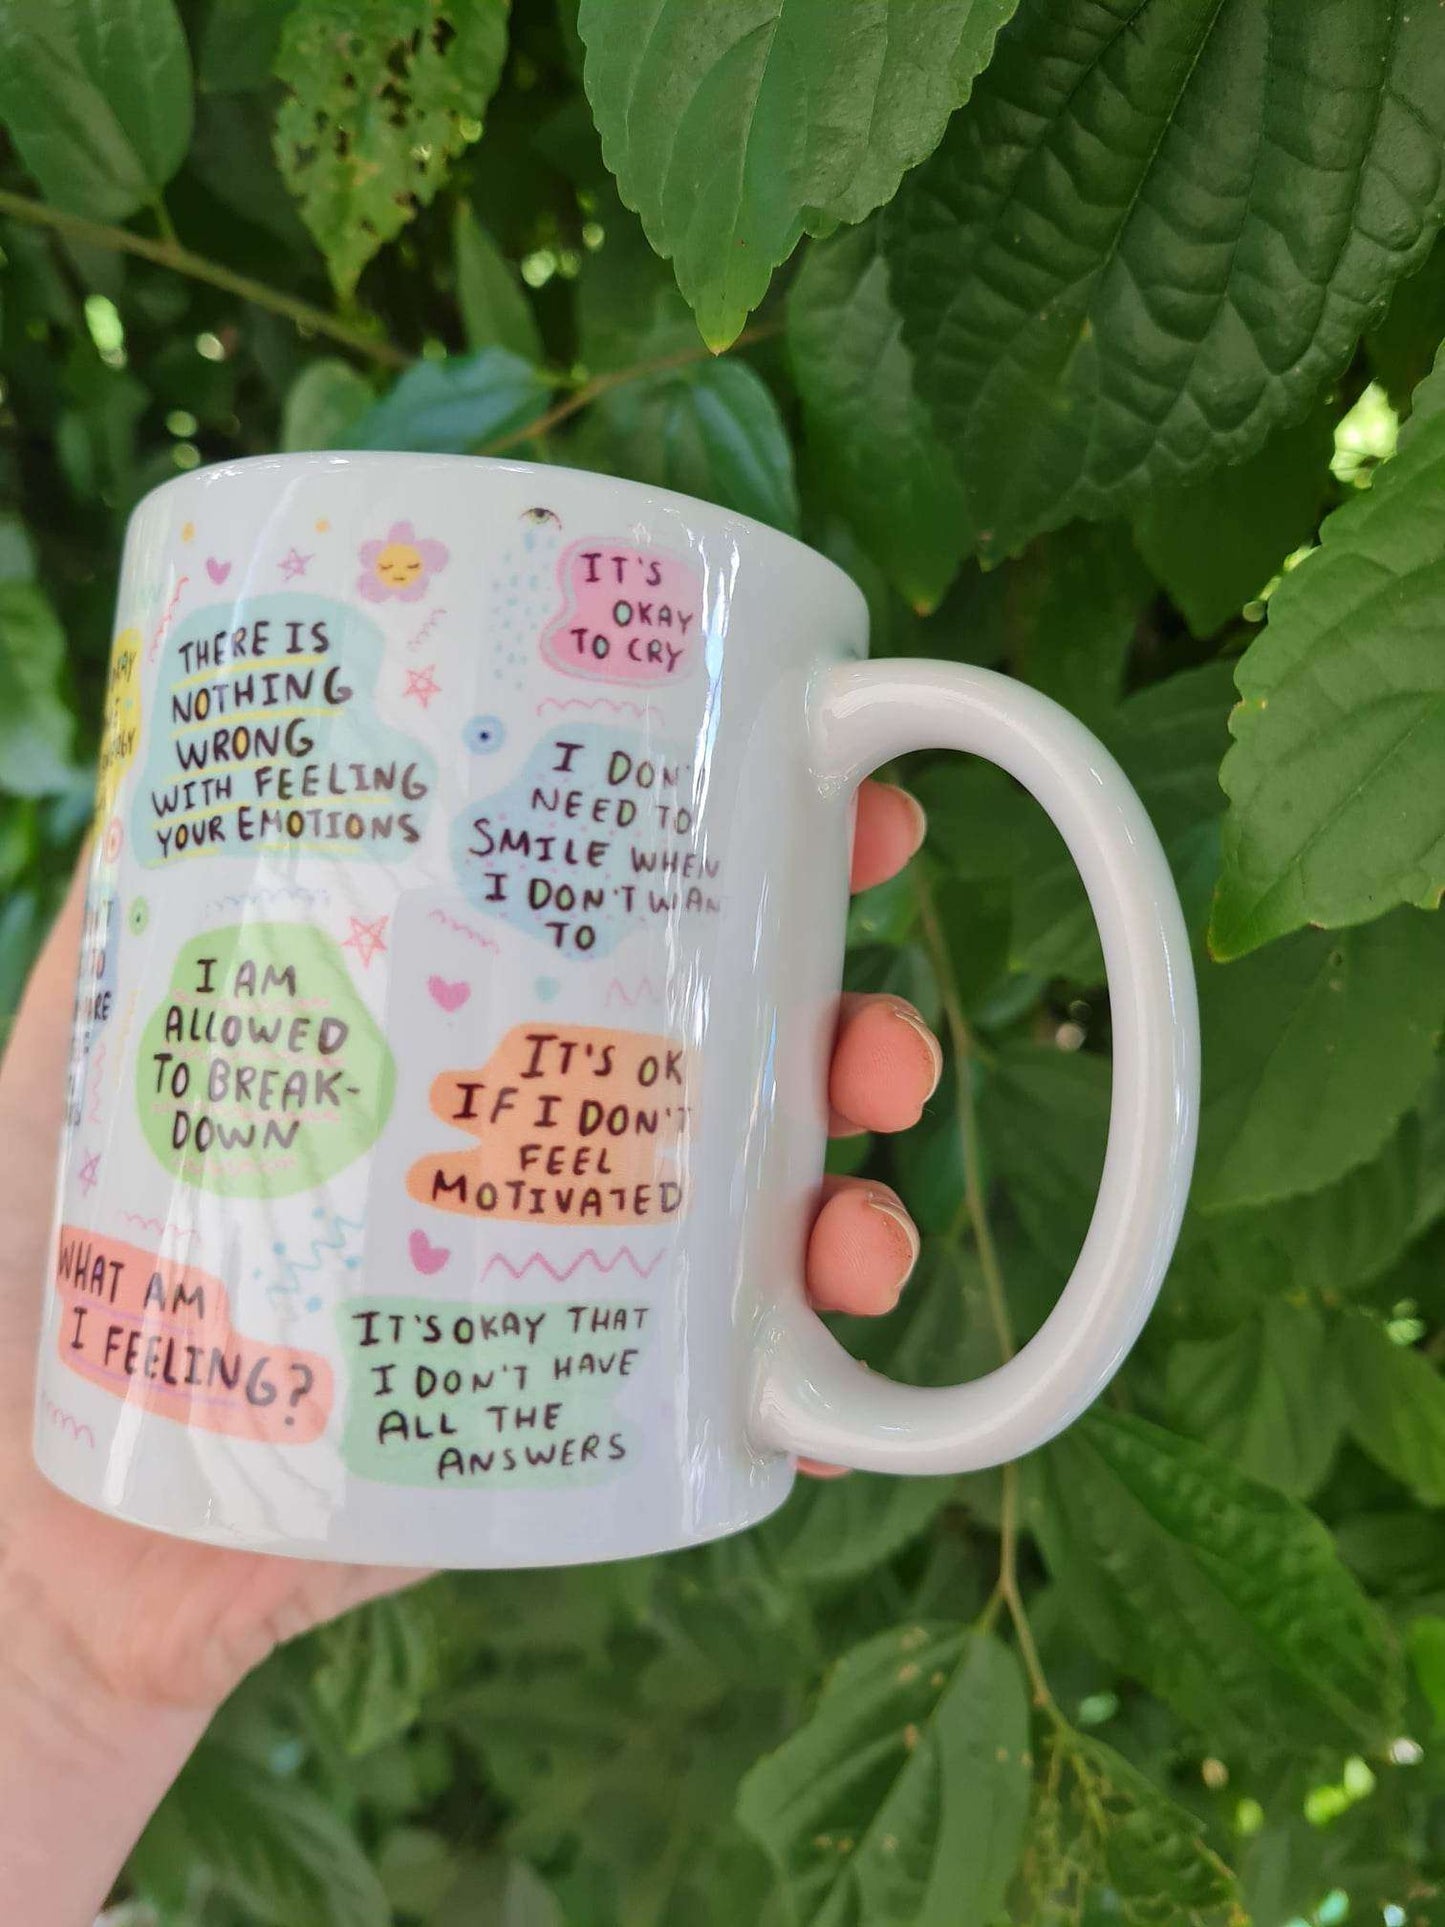 THERE IS
NOTHING
WRONG
WITH FEELING
YOUR EMOTIONS
IT'S
OKAY
TO CRY
I DON'
NEED TO
SMILE WHEN
I DON'T WAN
TO
I AM
ALLOWED
TO BREAK-
DOWN
IT'S OK
IF I DON'T
FEEL
MOTIVATED
WHAT AM
I FEELING?
IT'S OKAY THAT
I DON'T HAVE
ALL THE
ANSWERS